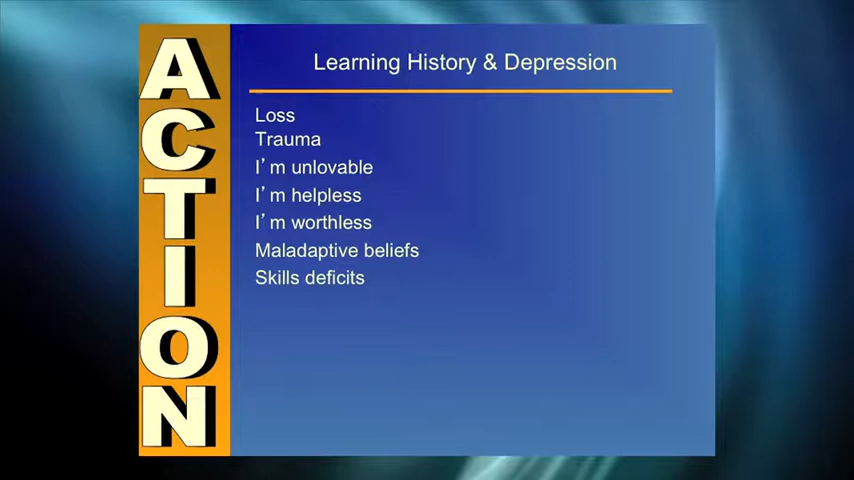 ACTION
Learning History & Depression
Loss
Trauma
I’m unlovable
I’m helpless
I’m worthless
Maladaptive beliefs
Skills deficits